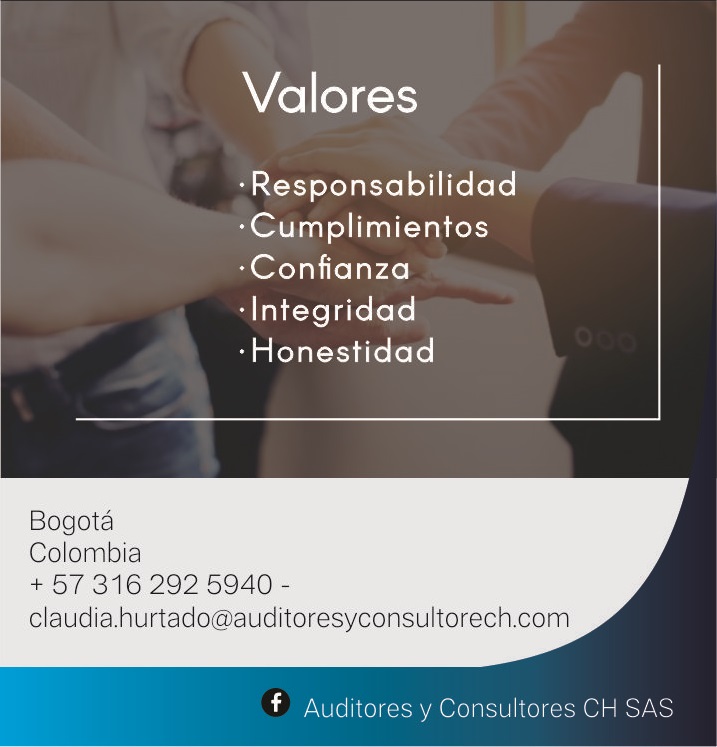 Valores
·Responsabilidad
·Cumplimientos
·Confianza
·Integridad
·Honestidad
Bogotá
Colombia
+ 57 316 292 5940 -
claudia.hurtado@auditoresyconsultorech.com
f Auditores y Consultores CH SAS